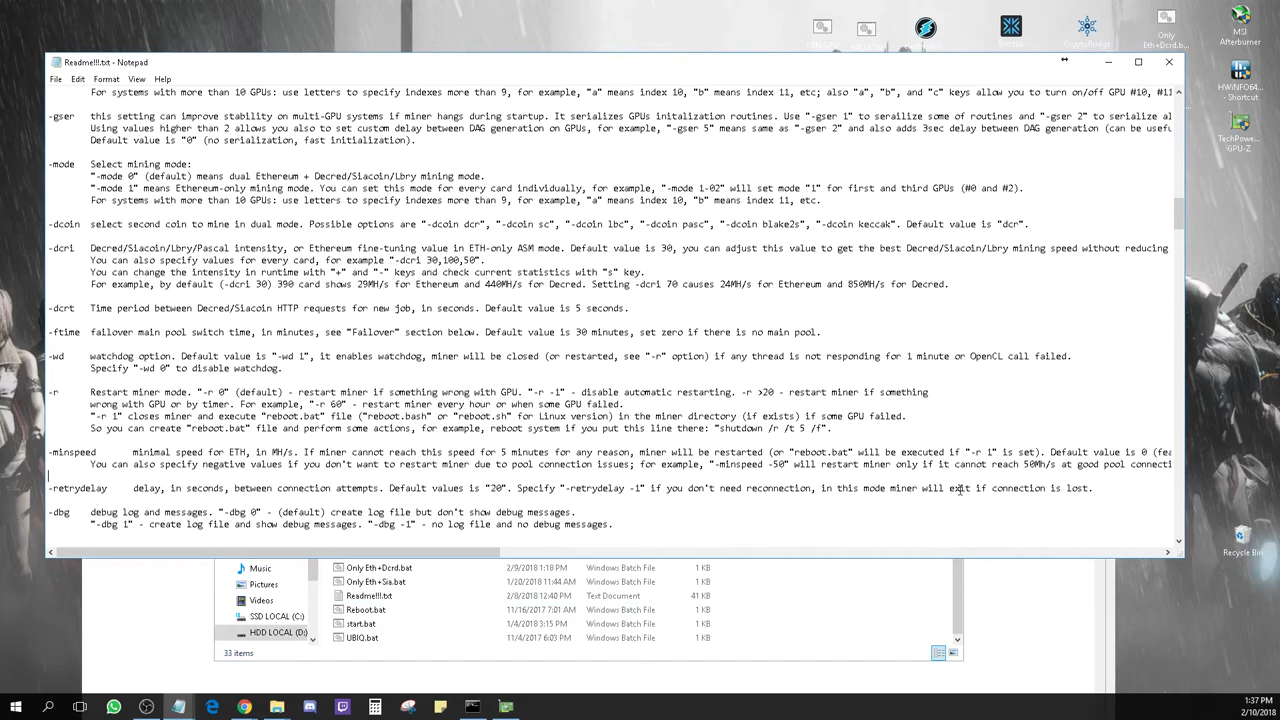 Readme!!!.txt - Notepad
File Edit Format View Help
For systems with more than 10 GPUs: use letters to specify indexes more than 9, for example, "a" means index 10, "b" means index 11, etc; also "a", "b", and "c" keys allow you to turn on/off GPU #10, #11
-gser this setting can improve stability on multi-GPU systems if miner hangs during startup. It serializes GPUs initalization routines. Use "-gser 1" to serailize some of routines and "-gser 2" to serialize al
Using values higher than 2 allows you also to set custom delay between DAG generation on GPUs, for example, "-gser 5" means same as "-gser 2" and also adds 3sec delay between DAG generation (can be usefu
Default value is "0" (no serialization, fast initialization).
-mode Select mining mode:
"-mode 0" (default) means dual Ethereum + Decred/Siacoin/Lbry mining mode.
"-mode 1" means Ethereum-only mining mode. You can set this mode for every card individually, for example, "-mode 1-02" will set mode "1" for first and third GPUs (#0 and #2).
For systems with more than 10 GPUs: use letters to specify indexes more than 9, for example, "a" means index 10, "b" means index 11, etc.
-dcoin select second coin to mine in dual mode. Possible options are "-dcoin dcr", "-dcoin sc", "-dcoin lbc", "-dcoin pasc", "-dcoin blake2s", "-dcoin keccak". Default value is "dcr".
-dcri Decred/Siacoin/Lbry/Pascal intensity, or Ethereum fine-tuning value in ETH-only ASM mode. Default value is 30, you can adjust this value to get the best Decred/Siacoin/Lbry mining speed without reducing
You can also specify values for every card, for example "-dcri 30,100,50".
You can change the intensity in runtime with "+" and "-" keys and check current statistics with "s" key.
For example, by default (-dcri 30) 390 card shows 29MH/s for Ethereum and 440MH/s for Decred. Setting -dcri 70 causes 24MH/s for Ethereum and 850MH/s for Decred.
-dcrt Time period between Decred/Siacoin HTTP requests for new job, in seconds. Default value is 5 seconds.
-ftime failover main pool switch time, in minutes, see "Failover" section below. Default value is 30 minutes, set zero if there is no main pool.
-wd watchdog option. Default value is "-wd 1", it enables watchdog, miner will be closed (or restarted, see "-r" option) if any thread is not responding for 1 minute or OpenCL call failed.
Specify "-wd 0" to disable watchdog.
-r Restart miner mode. "-r 0" (default) - restart miner if something wrong with GPU. "-r -1" - disable automatic restarting. -r >20 - restart miner if something
wrong with GPU or by timer. For example, "-r 60" - restart miner every hour or when some GPU failed.
"-r 1" closes miner and execute "reboot.bat" file ("reboot.bash" or "reboot.sh" for Linux version) in the miner directory (if exists) if some GPU failed.
So you can create "reboot.bat" file and perform some actions, for example, reboot system if you put this line there: "shutdown /r /t 5 /f".
-minspeed minimal speed for ETH, in MH/s. If miner cannot reach this speed for 5 minutes for any reason, miner will be restarted (or "reboot.bat" will be executed if "-r 1" is set). Default value is 0 (fea
You can also specify negative values if you don't want to restart miner due to pool connection issues; for example, "-minspeed -50" will restart miner only if it cannot reach 50Mh/s at good pool connecti
-retrydelay delay, in seconds, between connection attempts. Default values is "20". Specify "-retrydelay -1" if you don't need reconnection, in this mode miner will exit if connection is lost.
-dbg debug log and messages. "-dbg 0" - (default) create log file but don't show debug messages.
"-dbg 1" - create log file and show debug messages. "-dbg -1" - no log file and no debug messages.
Only Eth+Dcrd.b...
CryptoBridge
MSI Afterburner
HWiNFO64 - Shortcut
TechPowe... GPU-Z
Recycle Bin
Music
Pictures
Videos
SSD LOCAL (C:)
HDD LOCAL (D:)
Only Eth+Dcrd.bat 2/9/2018 1:18 PM Windows Batch File 1 KB
Only Eth+Sia.bat 1/20/2018 11:44 AM Windows Batch File 1 KB
Readme!!!.txt 2/8/2018 12:40 PM Text Document 41 KB
Reboot.bat 11/16/2017 7:01 AM Windows Batch File 1 KB
start.bat 1/4/2018 3:15 PM Windows Batch File 1 KB
UBIQ.bat 11/4/2017 6:03 PM Windows Batch File 1 KB
33 items
1:37 PM
2/10/2018